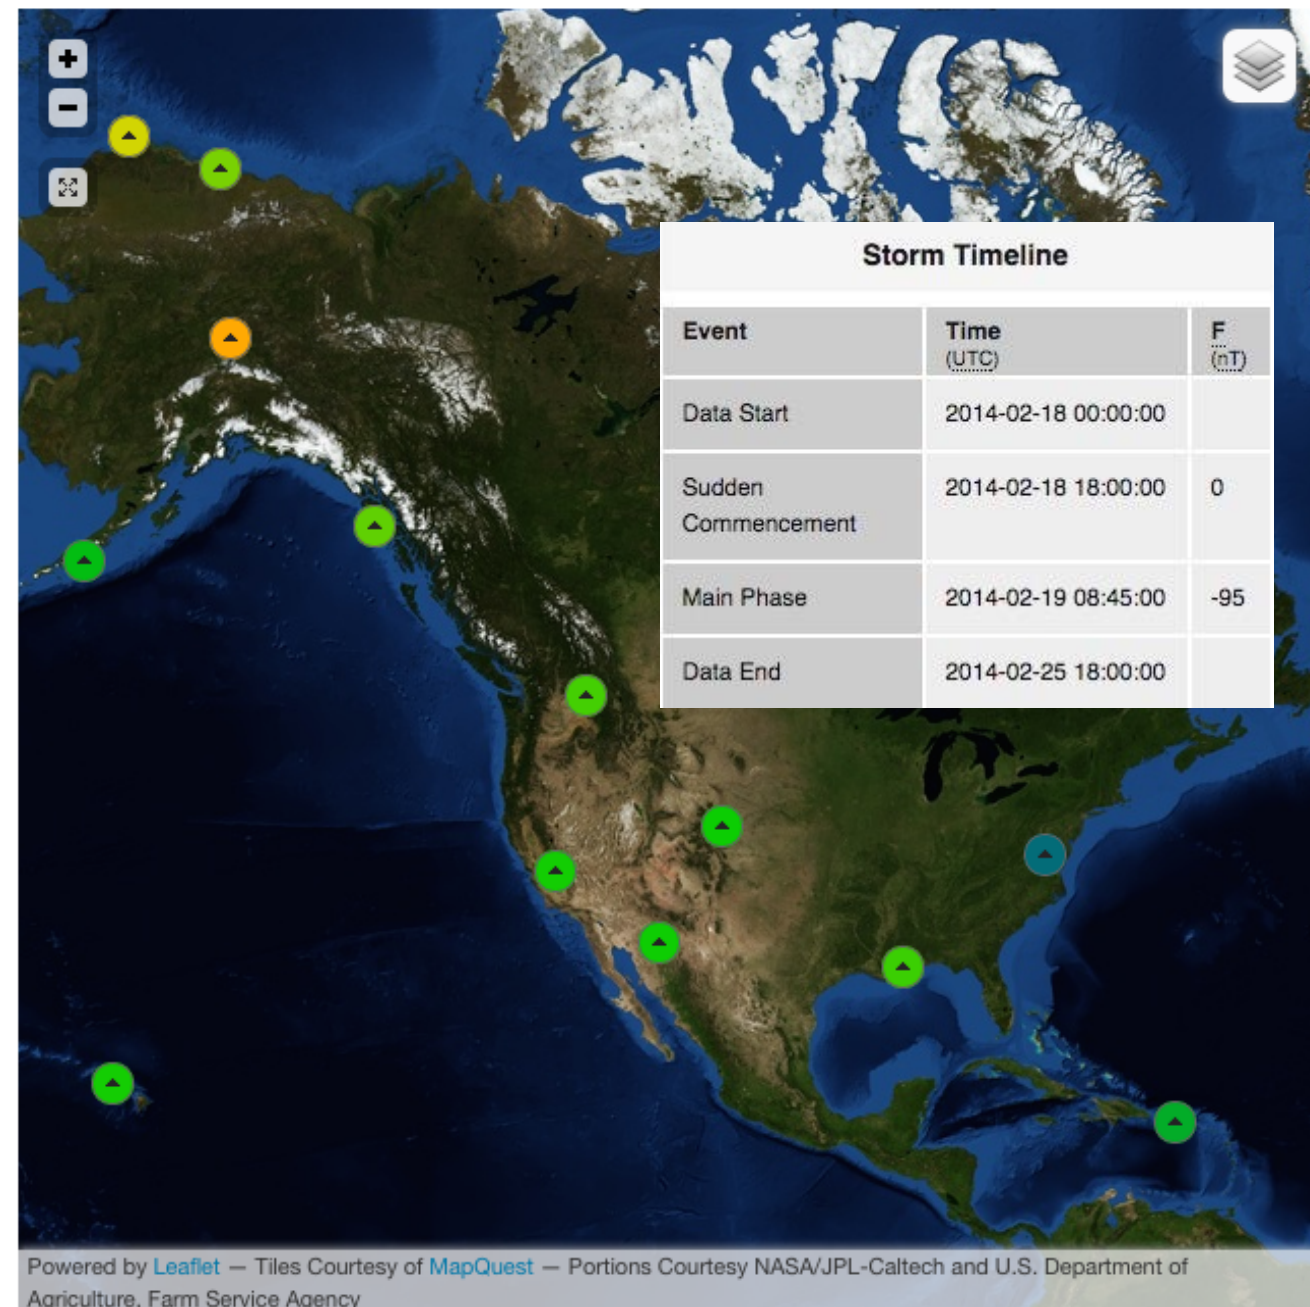 +
−
Storm Timeline
Event Time F
(UTC) (nT)
Data Start 2014-02-18 00:00:00
Sudden 2014-02-18 18:00:00 0
Commencement
Main Phase 2014-02-19 08:45:00 -95
Data End 2014-02-25 18:00:00
Powered by Leaflet — Tiles Courtesy of MapQuest — Portions Courtesy NASA/JPL-Caltech and U.S. Department of
Agriculture, Farm Service Agency